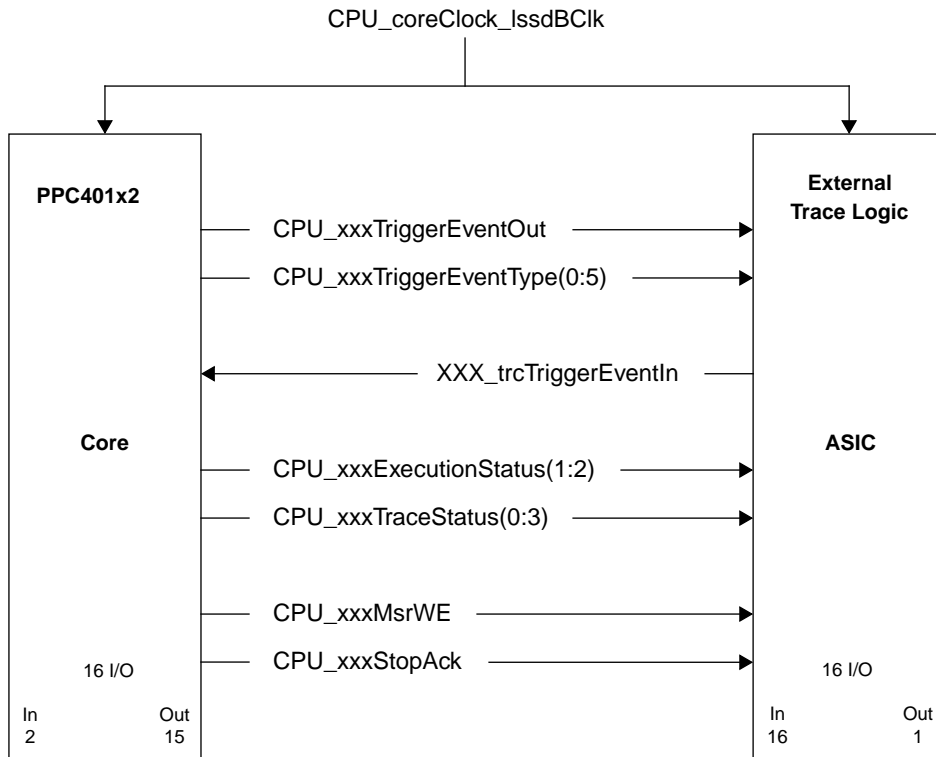 CPU_coreClock_lssdBClk
PPC401x2
External
Trace Logic
CPU_xxxTriggerEventOut
CPU_xxxTriggerEventType(0:5)
XXX_trcTriggerEventIn
Core
ASIC
CPU_xxxExecutionStatus(1:2)
CPU_xxxTraceStatus(0:3)
CPU_xxxMsrWE
CPU_xxxStopAck
16 I/O
16 I/O
In Out
2 15
In Out
16 1